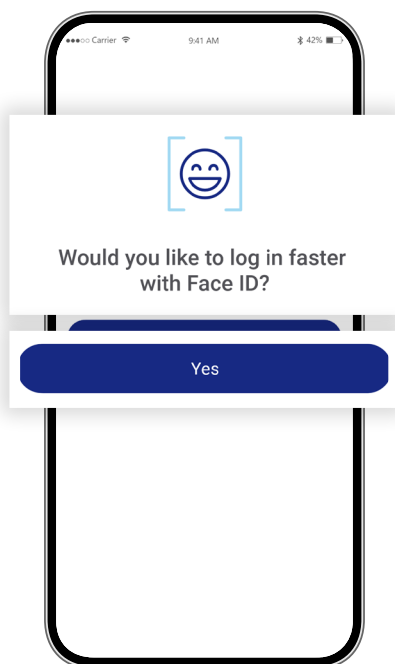 Carrier 9:41 AM 42%
Would you like to log in faster
with Face ID?
Yes